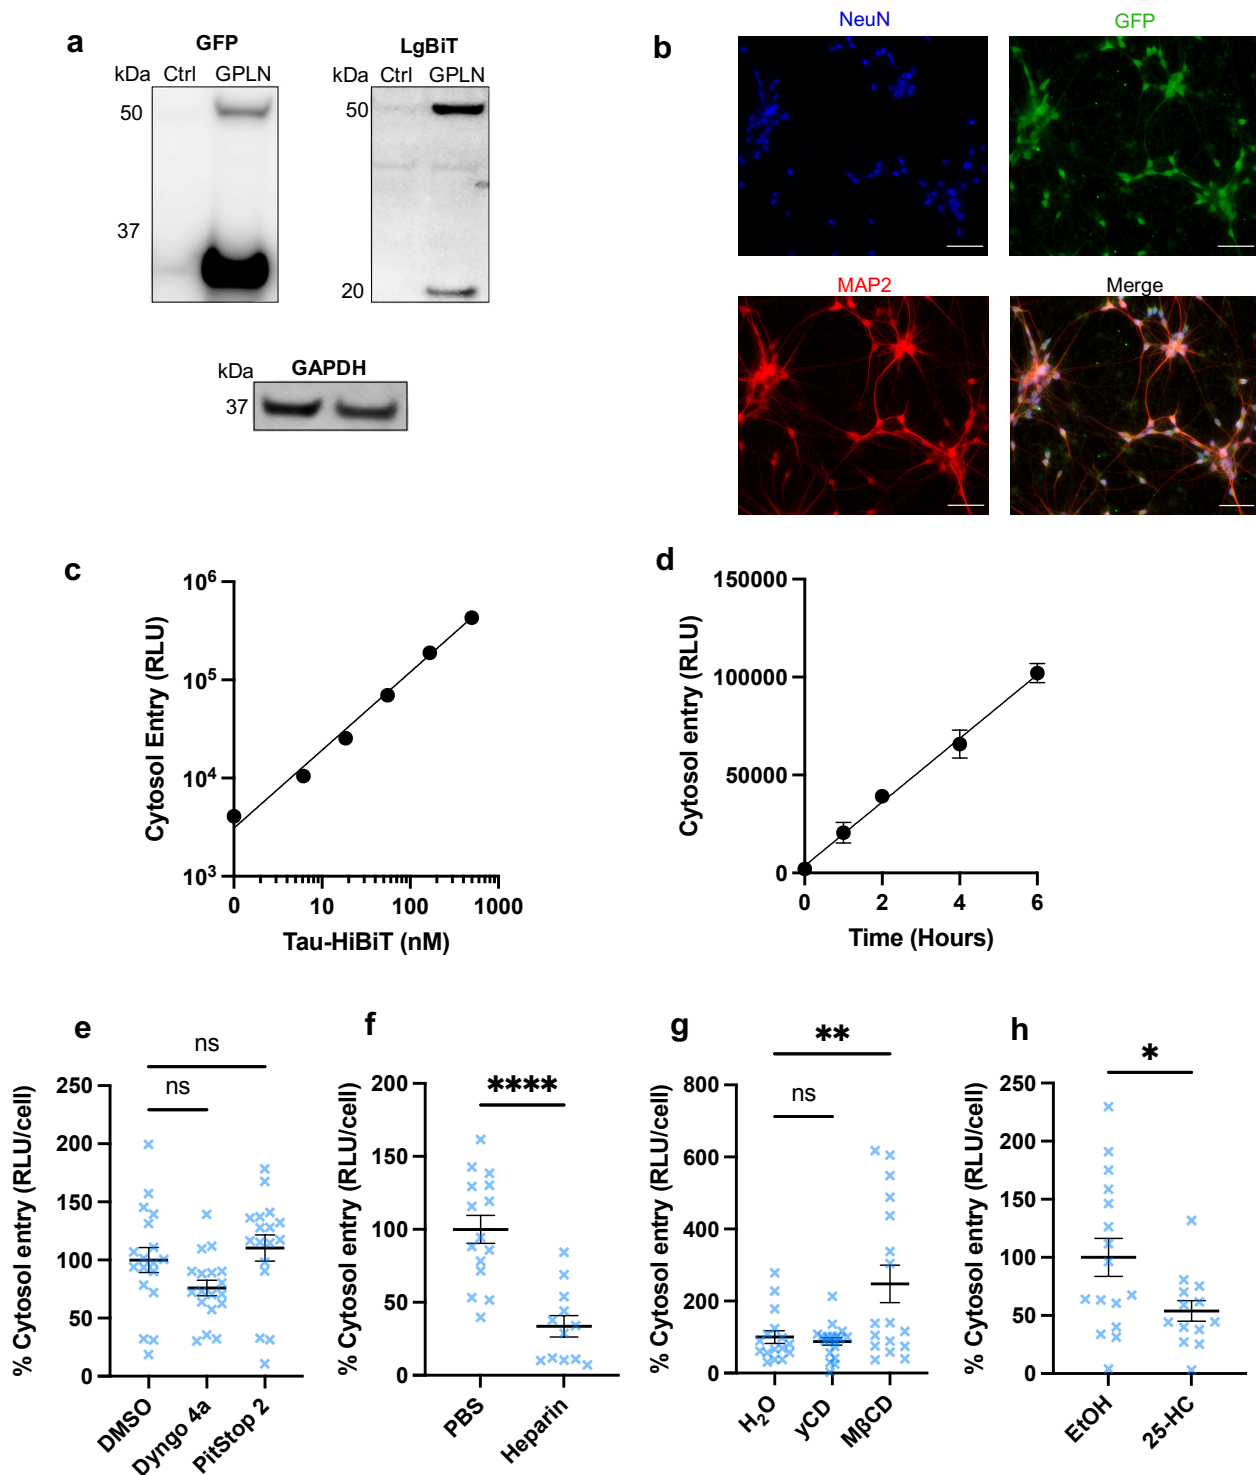 a
GFP
LgBiT
kDa Ctrl GPLN
kDa Ctrl GPLN
50
37
50
20
kDa GAPDH
37
b
NeuN
GFP
MAP2
Merge
c
Cytosol Entry (RLU)
10⁶
10⁵
10⁴
10³
0 10 100 1000
Tau-HiBiT (nM)
d
Cytosol entry (RLU)
150000
100000
50000
0
0 2 4 6
Time (Hours)
e
% Cytosol entry (RLU/cell)
ns
ns
250
200
150
100
50
0
DMSO
Dyngo 4a
PitStop 2
f
% Cytosol entry (RLU/cell)
****
200
150
100
50
0
PBS
Heparin
g
% Cytosol entry (RLU/cell)
**
ns
800
600
400
200
0
H₂O
yCD
MβCD
h
% Cytosol entry (RLU/cell)
*
250
200
150
100
50
0
EtOH
25-HC